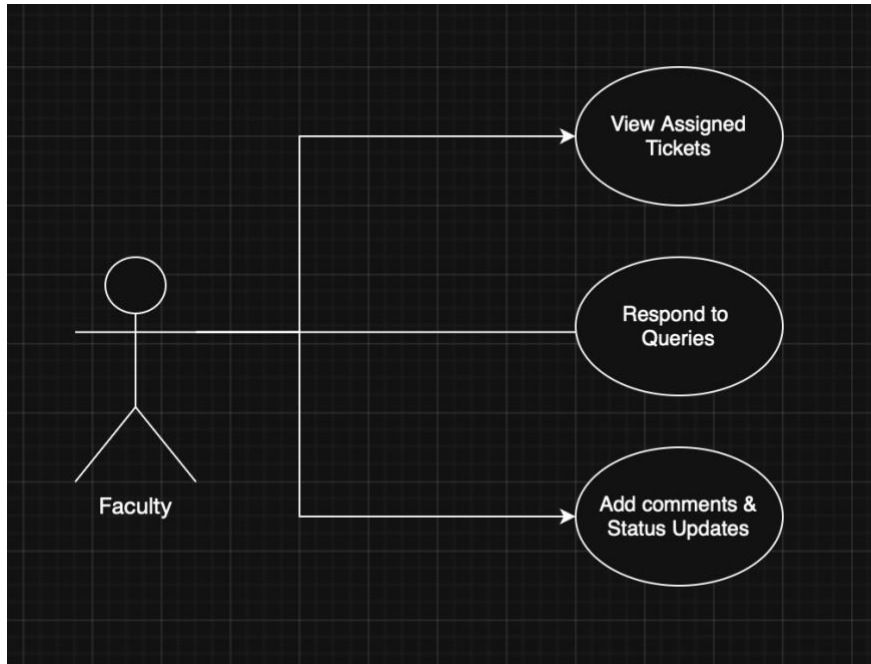 View Assigned
Tickets
Respond to
Queries
Faculty
Add comments &
Status Updates